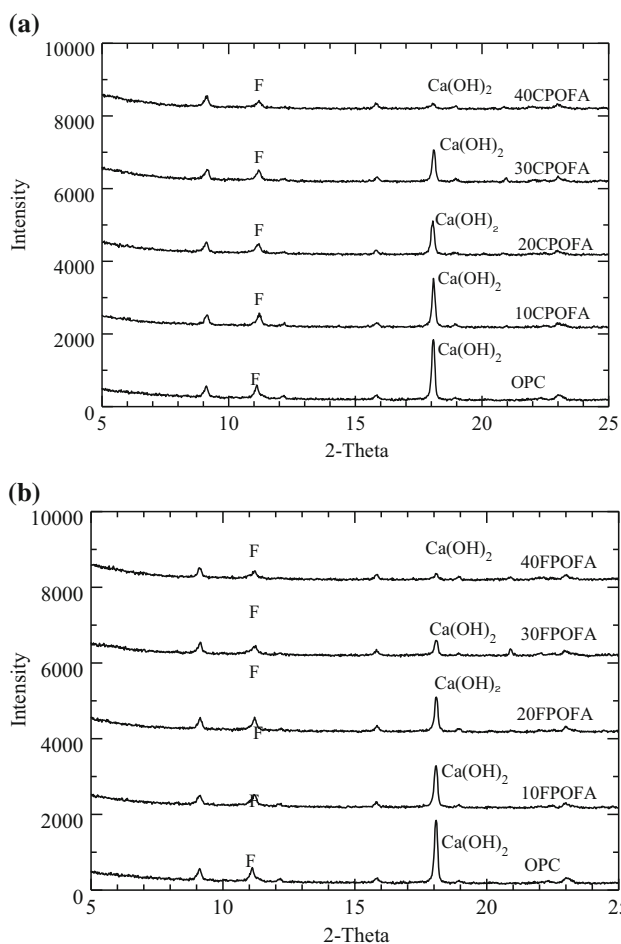 (a)
10000
8000
6000
4000
2000
0
Intensity
F
Ca(OH)2
40CPOFA
F
Ca(OH)2
30CPOFA
F
Ca(OH)2
20CPOFA
F
Ca(OH)2
10CPOFA
F
Ca(OH)2
OPC
5
10
15
20
25
2-Theta
(b)
10000
8000
6000
4000
2000
0
Intensity
F
Ca(OH)2
40FPOFA
F
Ca(OH)2
30FPOFA
F
Ca(OH)2
20FPOFA
F
Ca(OH)2
10FPOFA
F
Ca(OH)2
OPC
F
5
10
15
20
25
2-Theta